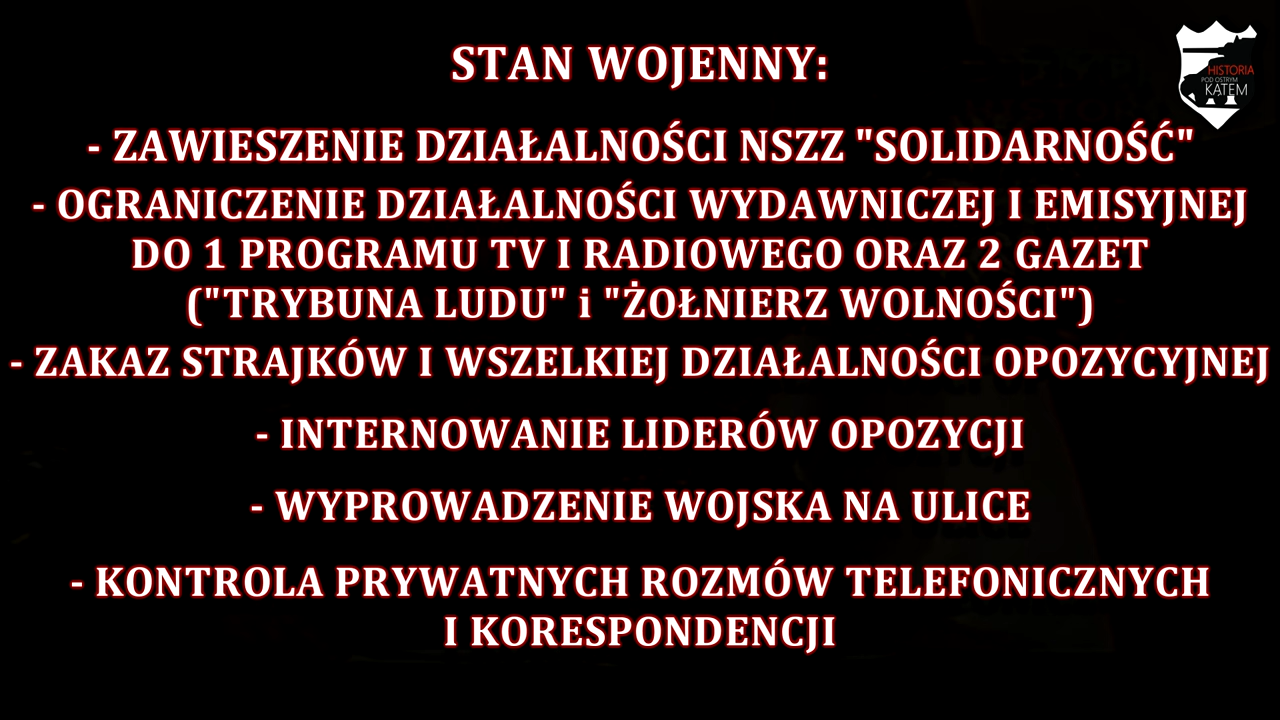 STAN WOJENNY:
HISTORIA
POD OSTRYM
KĄTEM
- ZAWIESZENIE DZIAŁALNOŚCI NSZZ "SOLIDARNOŚĆ"
- OGRANICZENIE DZIAŁALNOŚCI WYDAWNICZEJ I EMISYJNEJ
DO 1 PROGRAMU TV I RADIOWEGO ORAZ 2 GAZET
("TRYBUNA LUDU" i "ŻOŁNIERZ WOLNOŚCI")
- ZAKAZ STRAJKÓW I WSZELKIEJ DZIAŁALNOŚCI OPOZYCYJNEJ
- INTERNOWANIE LIDERÓW OPOZYCJI
- WYPROWADZENIE WOJSKA NA ULICE
- KONTROLA PRYWATNYCH ROZMÓW TELEFONICZNYCH
I KORESPONDENCJI